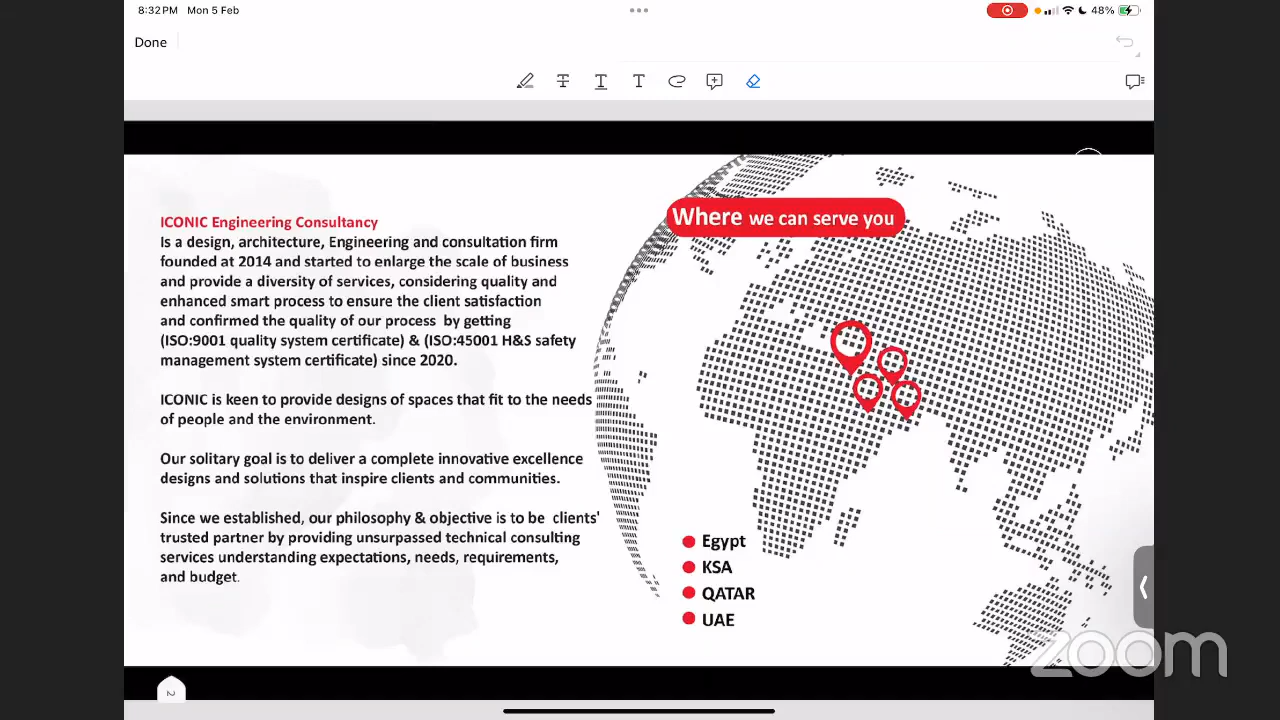 8:32 PM Mon 5 Feb
48%
Done
ICONIC Engineering Consultancy
Is a design, architecture, Engineering and consultation firm
founded at 2014 and started to enlarge the scale of business
and provide a diversity of services, considering quality and
enhanced smart process to ensure the client satisfaction
and confirmed the quality of our process by getting
(ISO:9001 quality system certificate) & (ISO:45001 H&S safety
management system certificate) since 2020.
ICONIC is keen to provide designs of spaces that fit to the needs
of people and the environment.
Our solitary goal is to deliver a complete innovative excellence
designs and solutions that inspire clients and communities.
Since we established, our philosophy & objective is to be clients'
trusted partner by providing unsurpassed technical consulting
services understanding expectations, needs, requirements,
and budget.
Where we can serve you
Egypt
KSA
QATAR
UAE
2
zoom